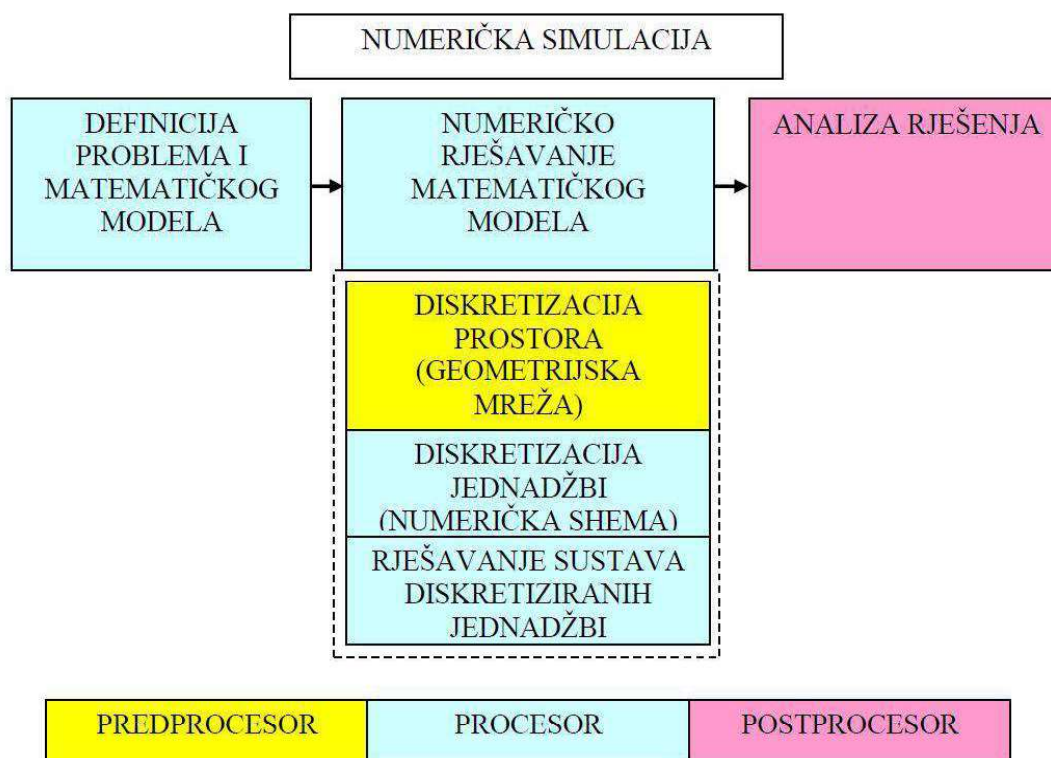 NUMERIČKA SIMULACIJA
DEFINICIJA
PROBLEMA I
MATEMATIČKOG
MODELA
NUMERIČKO
RJEŠAVANJE
MATEMATIČKOG
MODELA
ANALIZA RJEŠENJA
DISKRETIZACIJA
PROSTORA
(GEOMETRIJSKA
MREŽA)
DISKRETIZACIJA
JEDNADŽBI
(NUMERIČKA SHEMA)
RJEŠAVANJE SUSTAVA
DISKRETIZIRANIH
JEDNADŽBI
PREDPROCESOR
PROCESOR
POSTPROCESOR